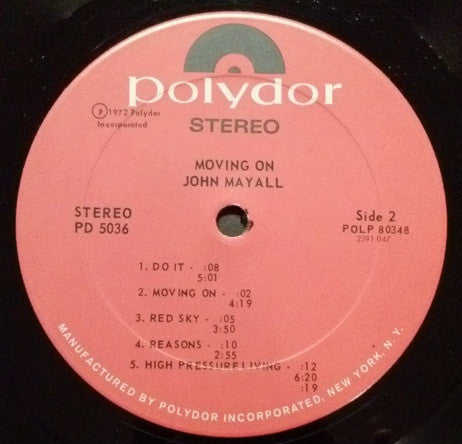 polydor
STEREO
Ⓟ 1972 Polydor
Incorporated
MOVING ON
JOHN MAYALL
STEREO
PD 5036
Side 2
POLP 80348
2391 047
1. DO IT - :08
5:01
2. MOVING ON - :02
4:19
3. RED SKY - :05
3:50
4. REASONS - :10
2:55
5. HIGH PRESSURE LIVING - :12
6:20
:19
MANUFACTURED BY POLYDOR INCORPORATED, NEW YORK, N.Y.